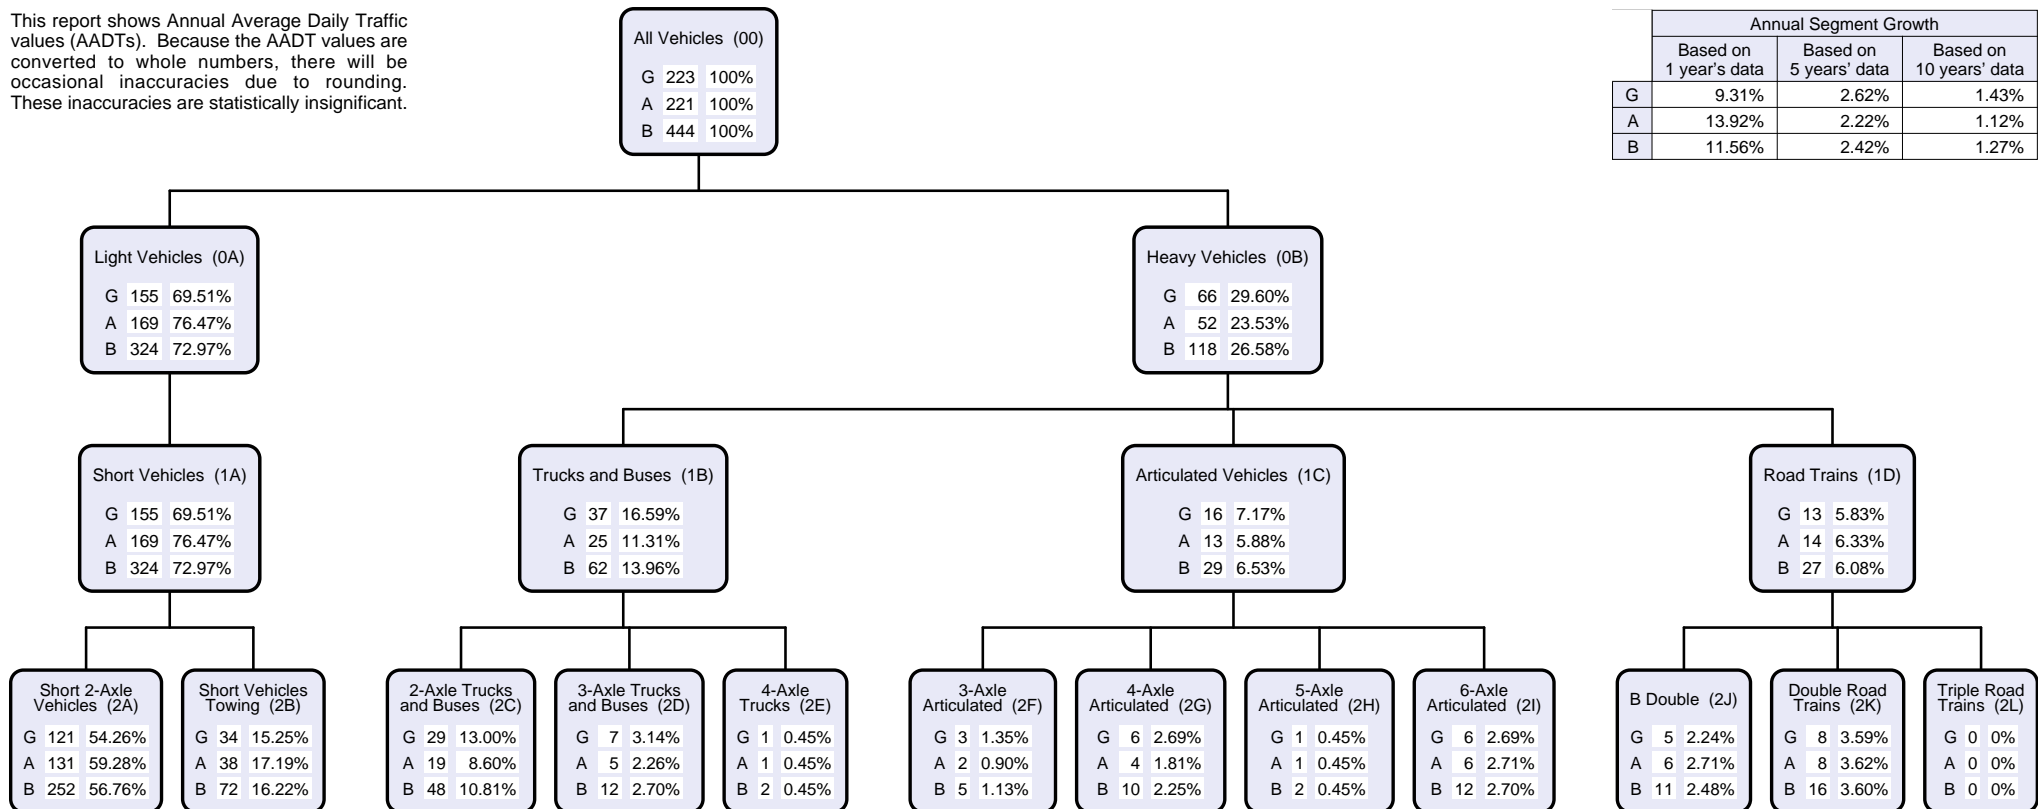 This report shows Annual Average Daily Traffic
values (AADTs). Because the AADT values are
converted to whole numbers, there will be
occasional inaccuracies due to rounding.
These inaccuracies are statistically insignificant.
All Vehicles (00)
G 223 100%
A 221 100%
B 444 100%
Annual Segment Growth
Based on 1 year's data Based on 5 years' data Based on 10 years' data
G 9.31% 2.62% 1.43%
A 13.92% 2.22% 1.12%
B 11.56% 2.42% 1.27%
Light Vehicles (0A)
G 155 69.51%
A 169 76.47%
B 324 72.97%
Heavy Vehicles (0B)
G 66 29.60%
A 52 23.53%
B 118 26.58%
Short Vehicles (1A)
G 155 69.51%
A 169 76.47%
B 324 72.97%
Trucks and Buses (1B)
G 37 16.59%
A 25 11.31%
B 62 13.96%
Articulated Vehicles (1C)
G 16 7.17%
A 13 5.88%
B 29 6.53%
Road Trains (1D)
G 13 5.83%
A 14 6.33%
B 27 6.08%
Short 2-Axle
Vehicles (2A)
G 121 54.26%
A 131 59.28%
B 252 56.76%
Short Vehicles
Towing (2B)
G 34 15.25%
A 38 17.19%
B 72 16.22%
2-Axle Trucks
and Buses (2C)
G 29 13.00%
A 19 8.60%
B 48 10.81%
3-Axle Trucks
and Buses (2D)
G 7 3.14%
A 5 2.26%
B 12 2.70%
4-Axle
Trucks (2E)
G 1 0.45%
A 1 0.45%
B 2 0.45%
3-Axle
Articulated (2F)
G 3 1.35%
A 2 0.90%
B 5 1.13%
4-Axle
Articulated (2G)
G 6 2.69%
A 4 1.81%
B 10 2.25%
5-Axle
Articulated (2H)
G 1 0.45%
A 1 0.45%
B 2 0.45%
6-Axle
Articulated (2I)
G 6 2.69%
A 6 2.71%
B 12 2.70%
B Double (2J)
G 5 2.24%
A 6 2.71%
B 11 2.48%
Double Road
Trains (2K)
G 8 3.59%
A 8 3.62%
B 16 3.60%
Triple Road
Trains (2L)
G 0 0%
A 0 0%
B 0 0%